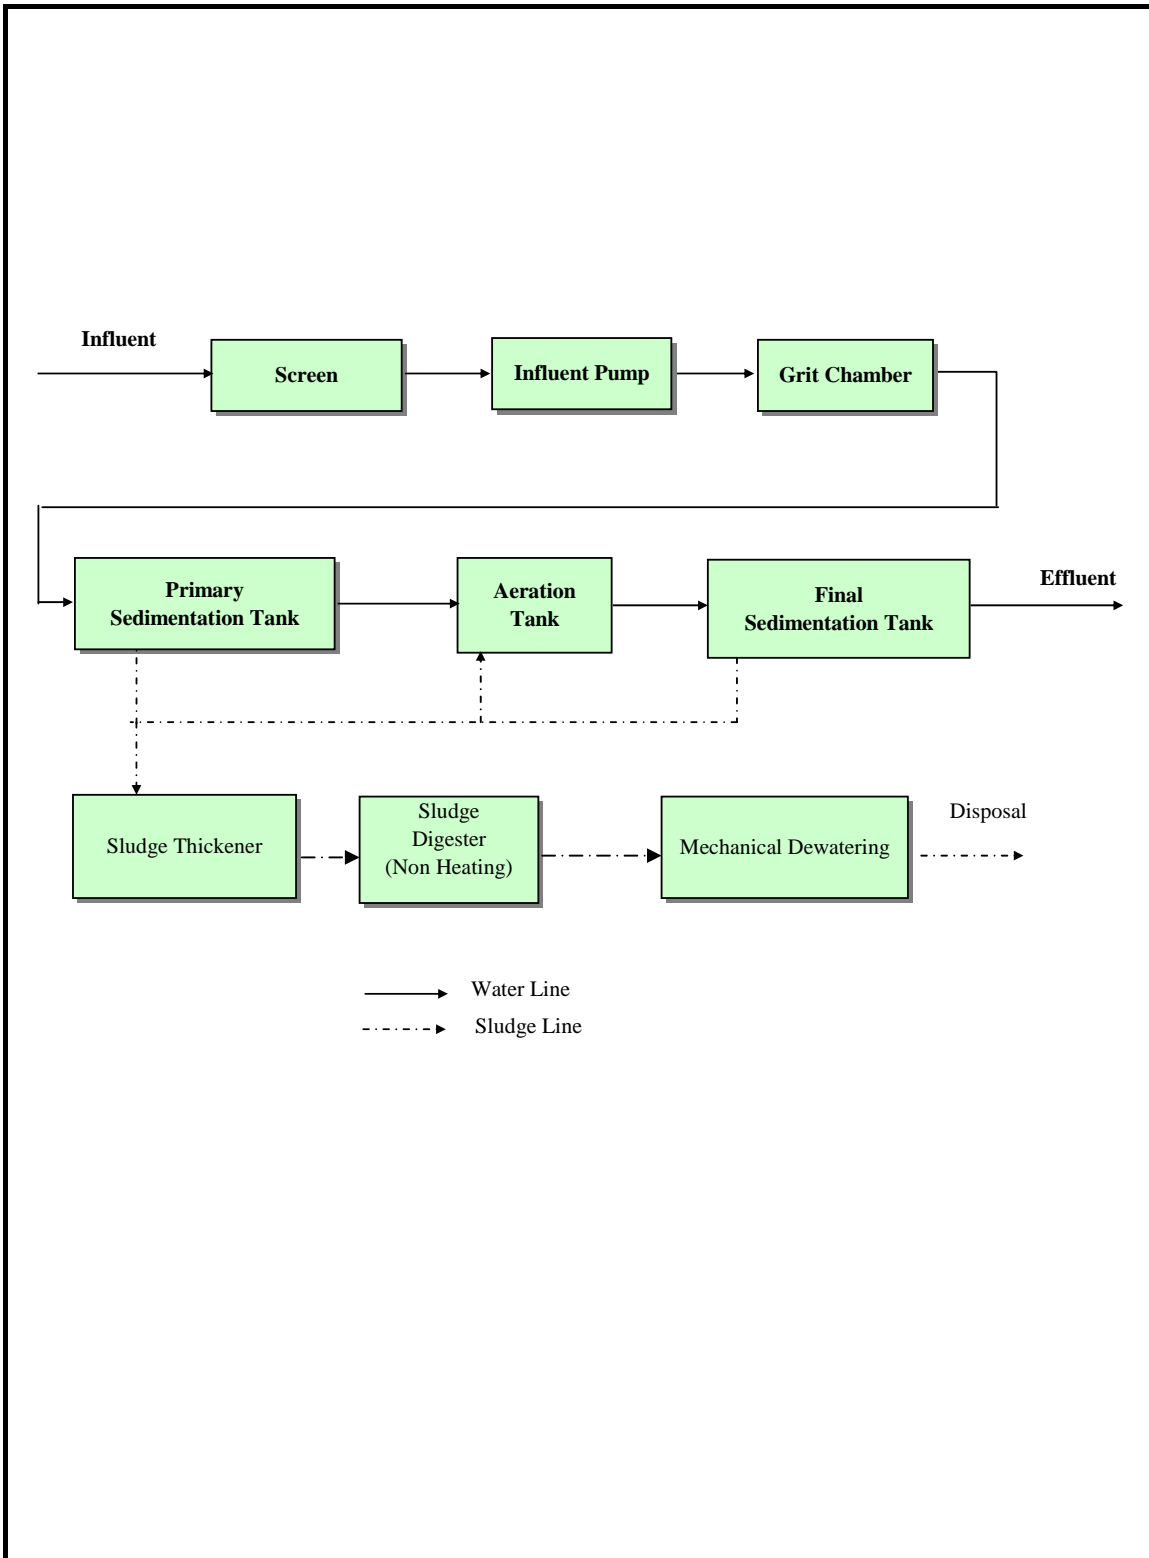 Influent
Screen
Influent Pump
Grit Chamber
Primary
Sedimentation Tank
Aeration
Tank
Final
Sedimentation Tank
Effluent
Sludge Thickener
Sludge
Digester
(Non Heating)
Mechanical Dewatering
Disposal
Water Line
Sludge Line